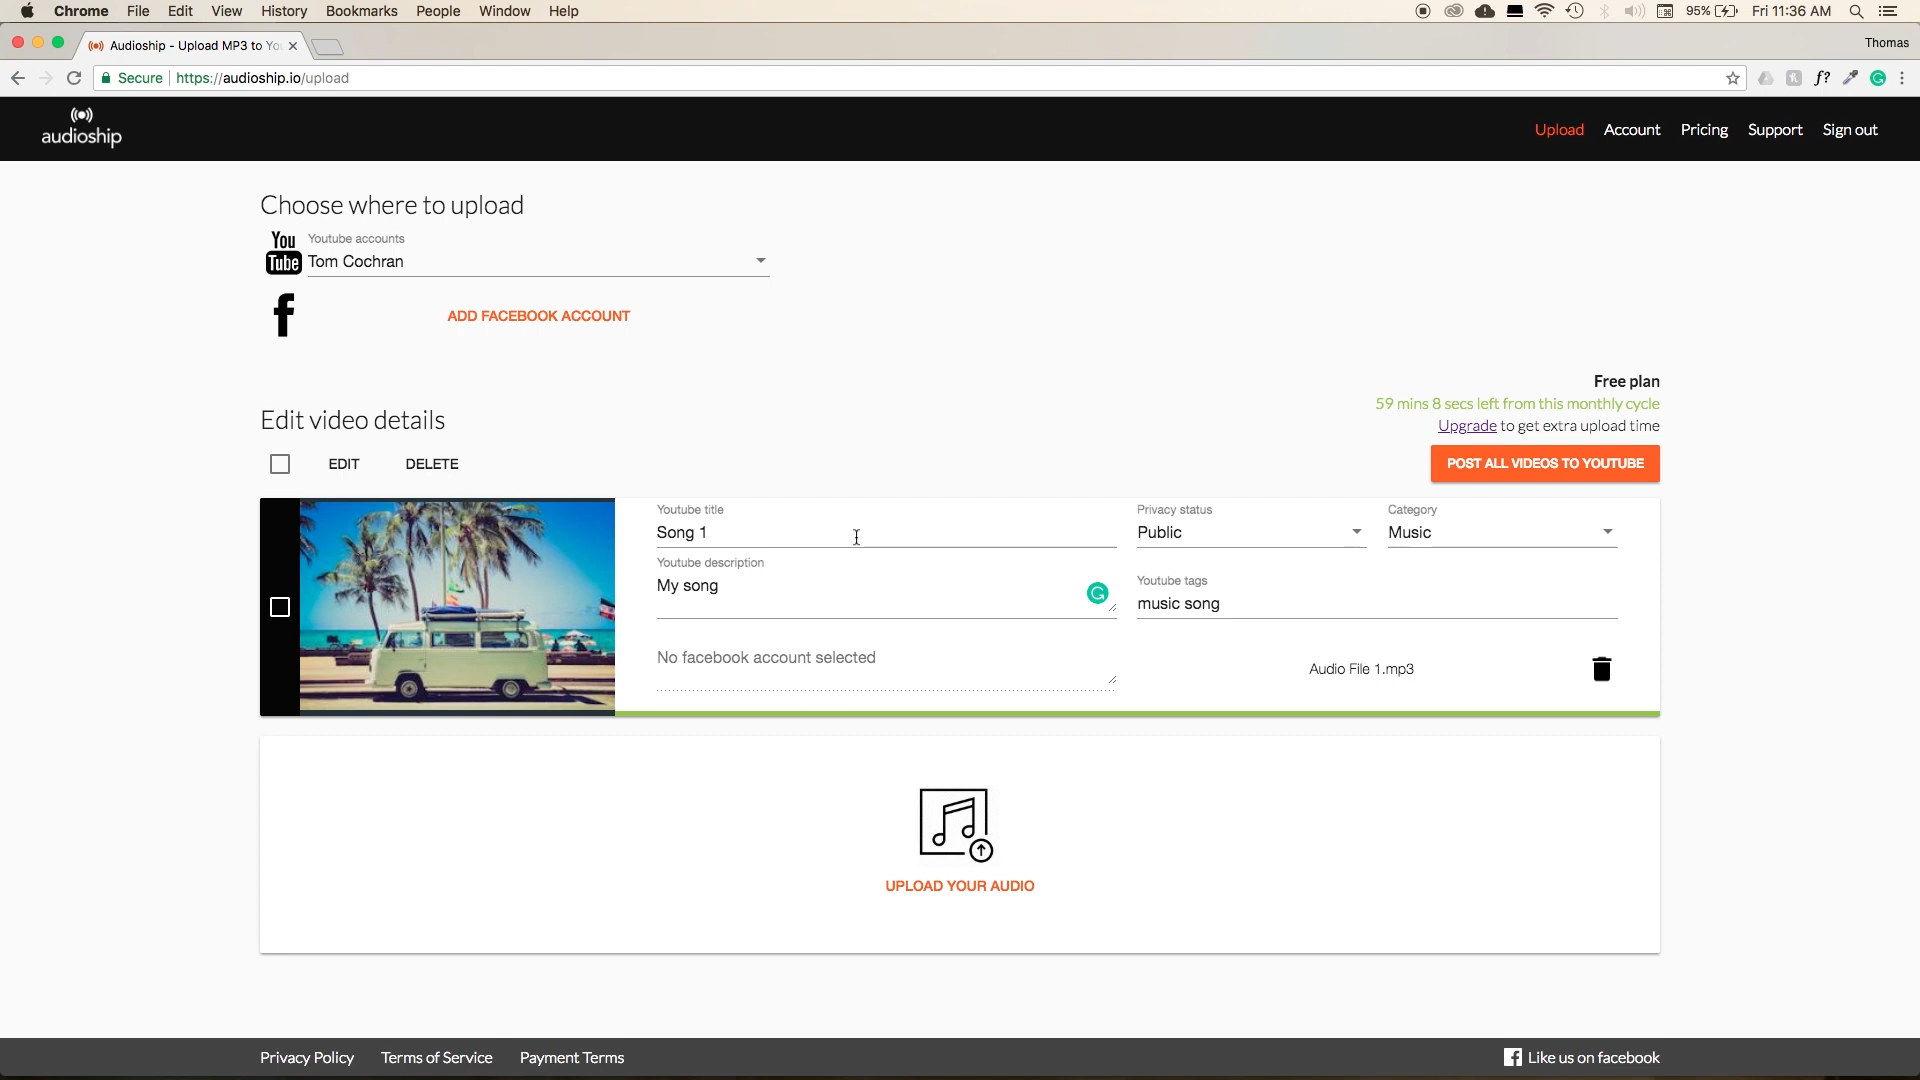 Chrome File Edit View History Bookmarks People Window Help 95% Fri 11:36 AM
Audioship - Upload MP3 to Yo Thomas
Secure https://audioship.io/upload f?
audioship Upload Account Pricing Support Sign out
Choose where to upload
You Tube Youtube accounts
Tom Cochran
ADD FACEBOOK ACCOUNT
Free plan
59 mins 8 secs left from this monthly cycle
Upgrade to get extra upload time
Edit video details
EDIT DELETE POST ALL VIDEOS TO YOUTUBE
Youtube title Privacy status Category
Song 1 Public Music
Youtube description
My song
Youtube tags
music song
No facebook account selected
Audio File 1.mp3
UPLOAD YOUR AUDIO
Privacy Policy Terms of Service Payment Terms Like us on facebook